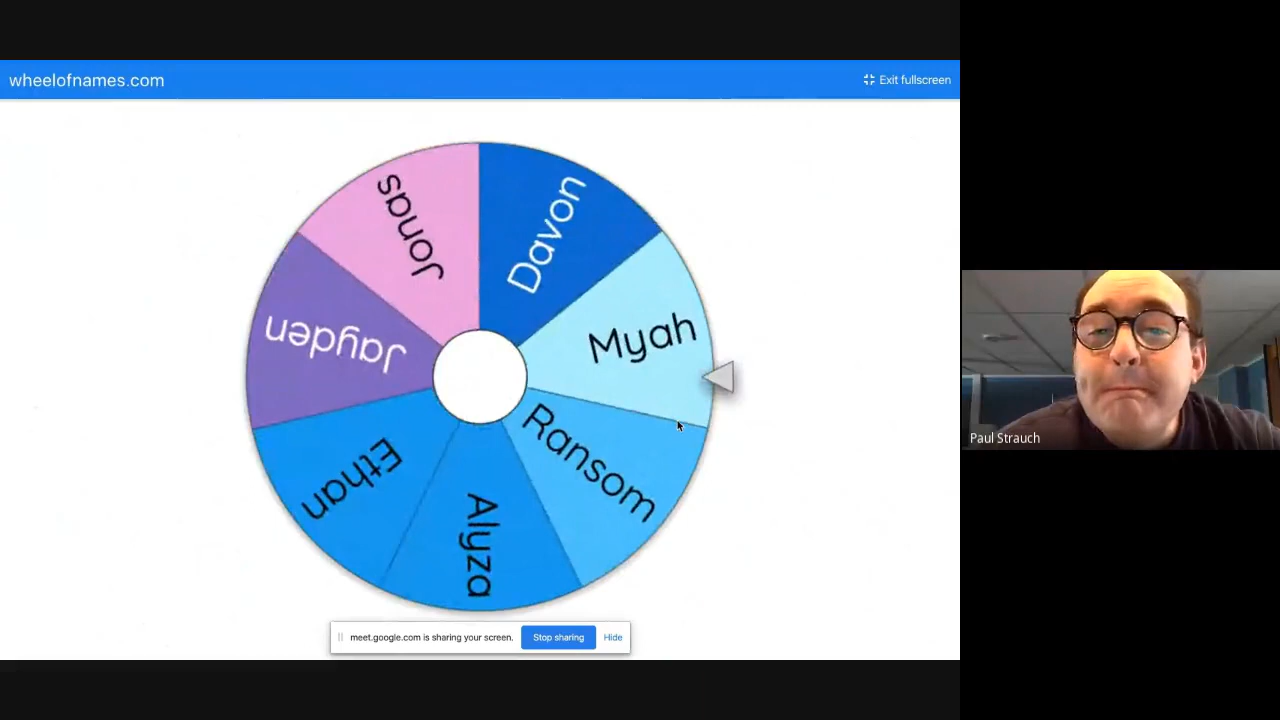 wheelofnames.com
Exit fullscreen
Jonas
Davon
Myah
Jayden
Ransom
Ethan
Alyza
Paul Strauch
meet.google.com is sharing your screen.
Stop sharing
Hide